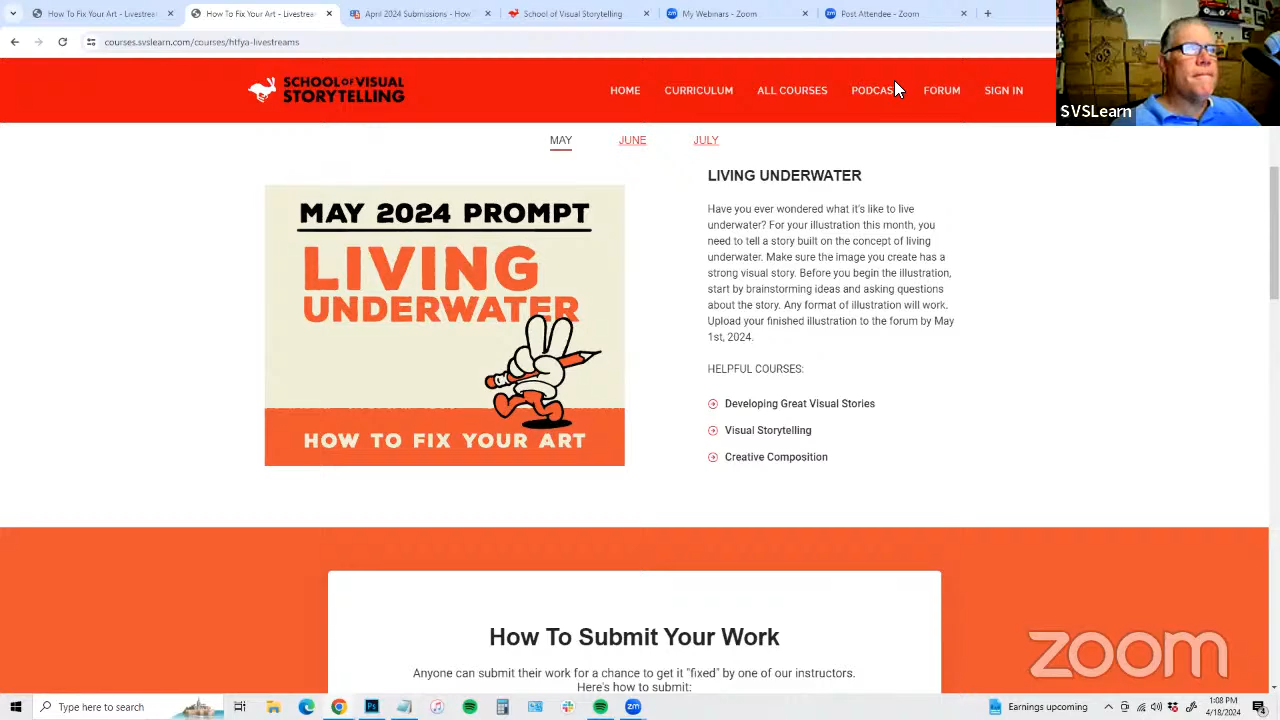 How To Fix Your Art: Livestrea
April 2024 Submissions - How
School of Visual Storytelling
My Webinars - Zoom
Post Attendee - Zoom
courses.svslearn.com/courses/htfya-livestreams
SCHOOL OF VISUAL
STORYTELLING
HOME CURRICULUM ALL COURSES PODCAS FORUM SIGN IN
SVSLearn
MAY JUNE JULY
MAY 2024 PROMPT
LIVING
UNDERWATER
HOW TO FIX YOUR ART
LIVING UNDERWATER
Have you ever wondered what it's like to live
underwater? For your illustration this month, you
need to tell a story built on the concept of living
underwater. Make sure the image you create has a
strong visual story. Before you begin the illustration,
start by brainstorming ideas and asking questions
about the story. Any format of illustration will work.
Upload your finished illustration to the forum by May
1st, 2024.
HELPFUL COURSES:
Developing Great Visual Stories
Visual Storytelling
Creative Composition
How To Submit Your Work
Anyone can submit their work for a chance to get it "fixed" by one of our instructors.
Here's how to submit:
zoom
Type here to search
Earnings upcoming
1:08 PM
4/18/2024